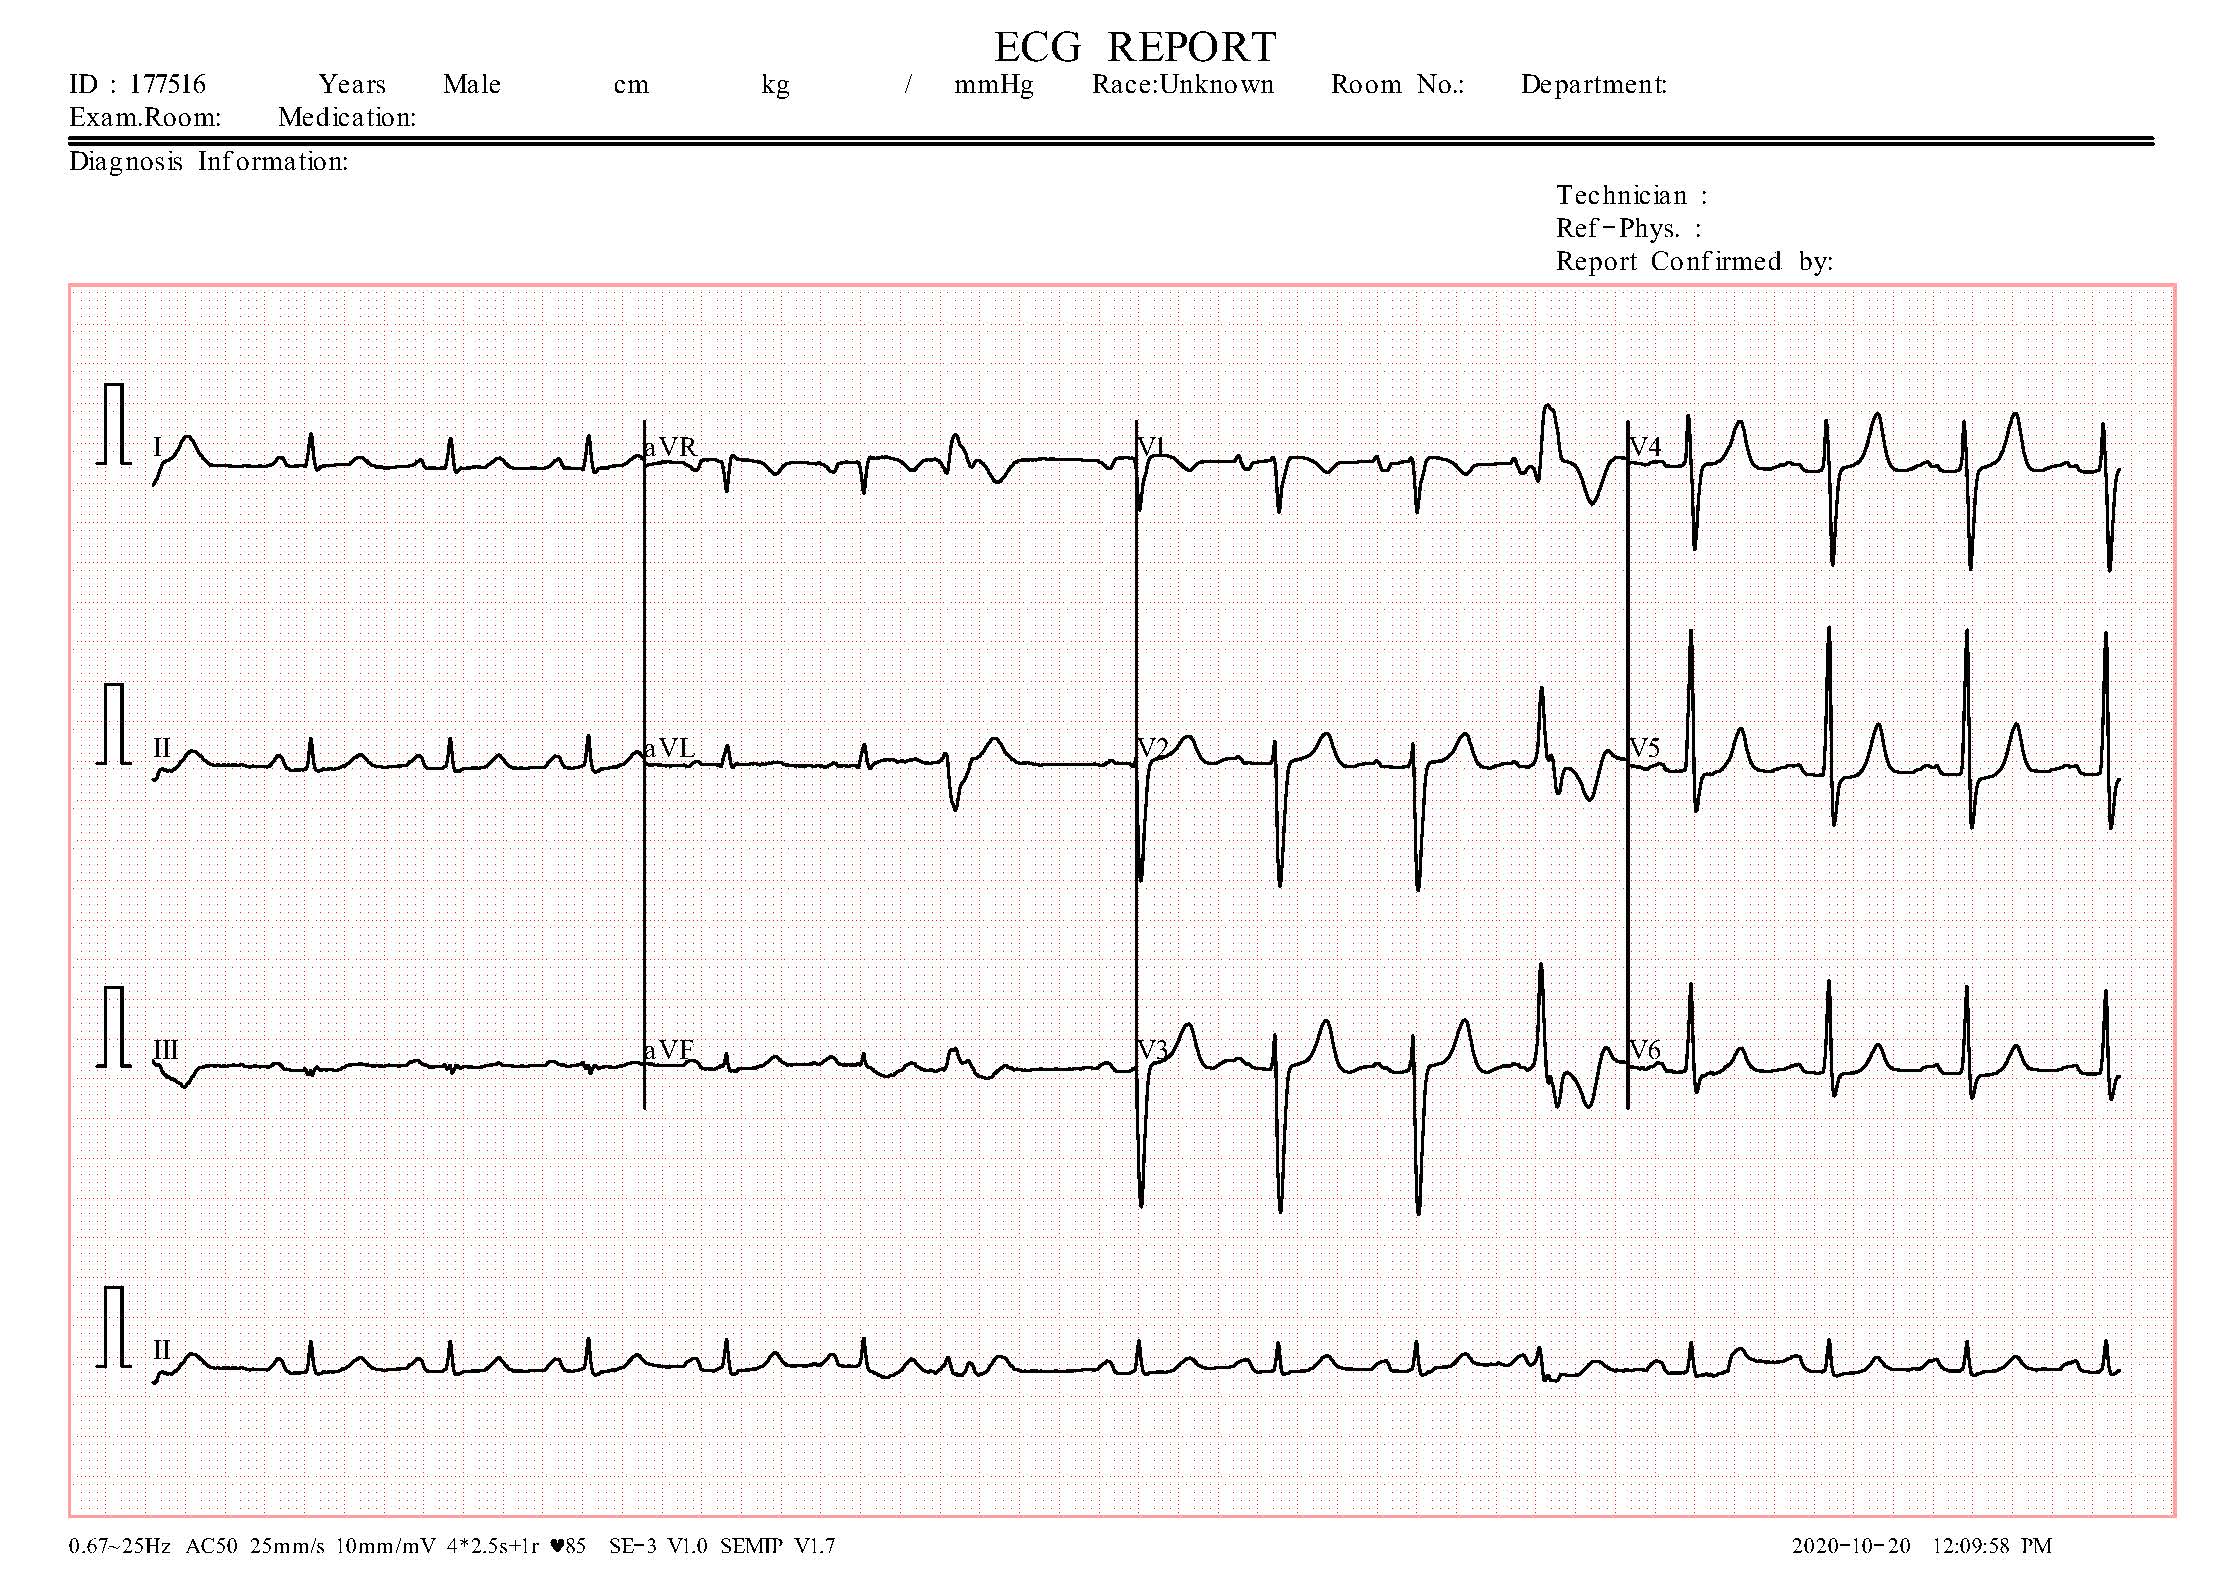 ECG REPORT
ID : 177516 Years Male cm kg / mmHg Race:Unknown Room No.: Department:
Exam.Room: Medication:
Diagnosis Information:
Technician :
Ref-Phys. :
Report Confirmed by:
I aVR V1 V4
II aVL V2 V5
III aVF V3 V6
II
0.67~25Hz AC50 25mm/s 10mm/mV 4*2.5s+1r ♥85 SE-3 V1.0 SEMIP V1.7 2020-10-20 12:09:58 PM